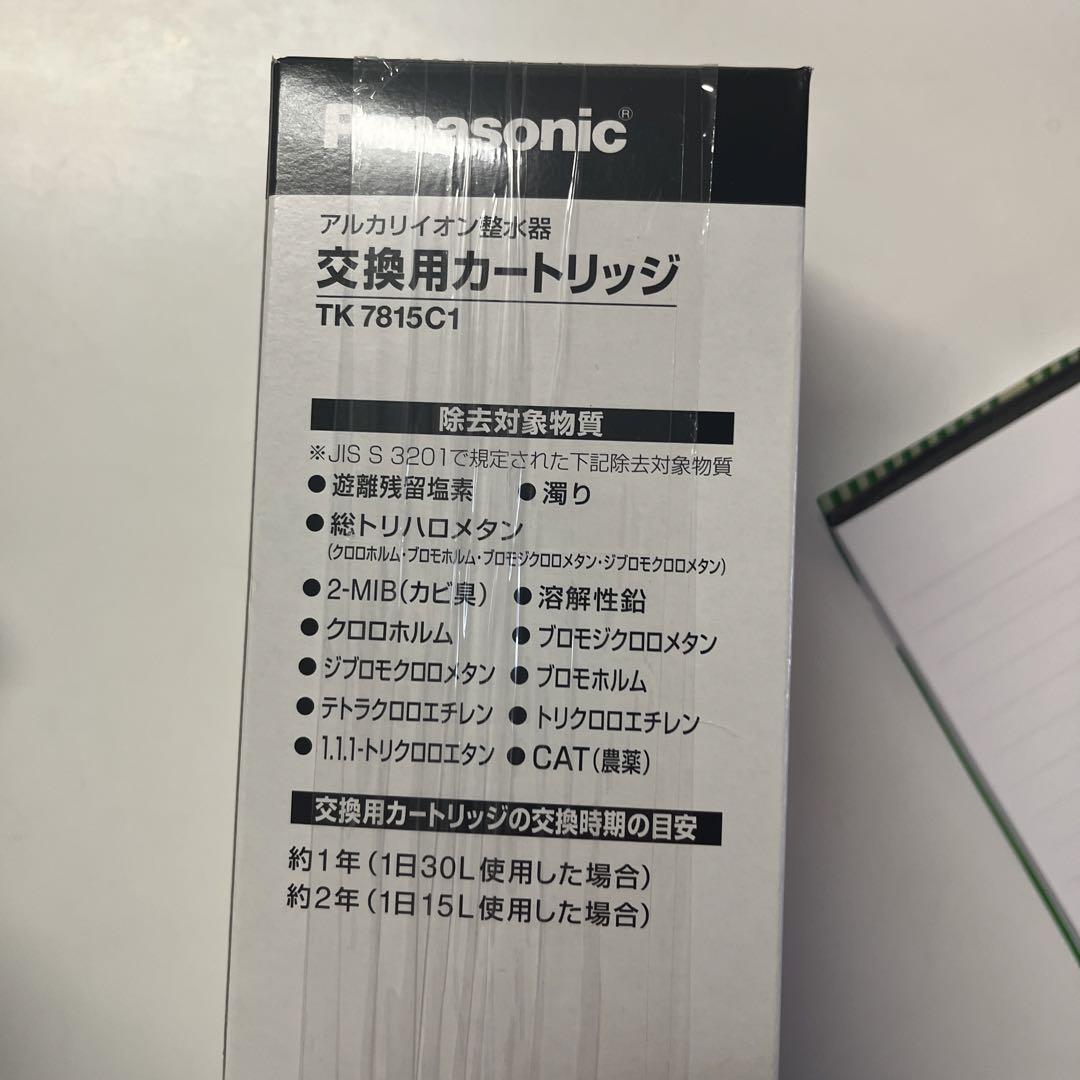 Panasonic®
アルカリイオン整水器
交換用カートリッジ
TK 7815C1
除去対象物質
※JIS S 3201で規定された下記除去対象物質
●遊離残留塩素 ●濁り
●総トリハロメタン
(クロロホルム・ブロモホルム・ブロモジクロロメタン・ジブロモクロロメタン)
●2-MIB(カビ臭) ●溶解性鉛
●クロロホルム ●ブロモジクロロメタン
●ジブロモクロロメタン ●ブロモホルム
●テトラクロロエチレン ●トリクロロエチレン
●1.1.1-トリクロロエタン ●CAT(農薬)
交換用カートリッジの交換時期の目安
約1年(1日30L使用した場合)
約2年(1日15L使用した場合)